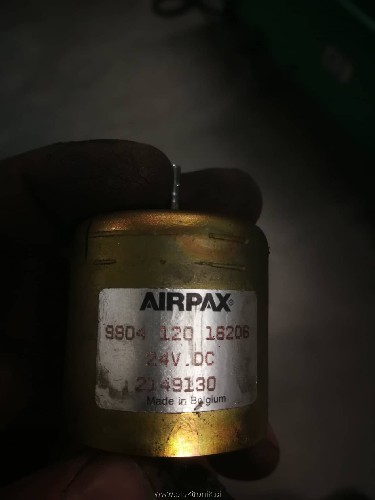 AIRPAX®
9904 120 18206
24V.DC
2149130
Made in Belgium